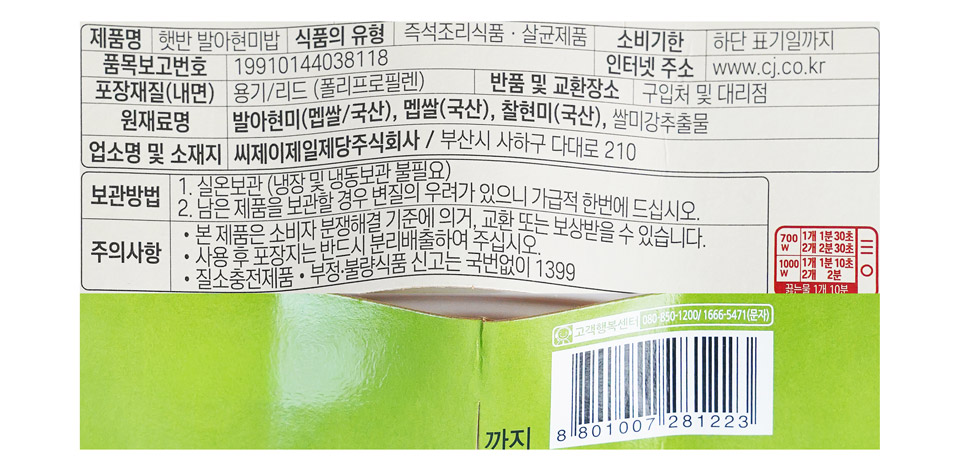 제품명 햇반 발아현미밥 식품의 유형 즉석조리식품 · 살균제품 소비기한 하단 표기일까지
품목보고번호 19910144038118 인터넷 주소 www.cj.co.kr
포장재질(내면) 용기/리드 (폴리프로필렌) 반품 및 교환장소 구입처 및 대리점
원재료명 발아현미(멥쌀/국산), 멥쌀(국산), 찰현미(국산), 쌀미강추출물
업소명 및 소재지 씨제이제일제당주식회사 / 부산시 사하구 다대로 210
보관방법 1. 실온보관 (냉장 및 냉동보관 불필요)
2. 남은 제품을 보관할 경우 변질의 우려가 있으니 가급적 한번에 드십시오.
주의사항 • 본 제품은 소비자 분쟁해결 기준에 의거, 교환 또는 보상받을 수 있습니다.
• 사용 후 포장지는 반드시 분리배출하여 주십시오.
• 질소충전제품 • 부정·불량식품 신고는 국번없이 1399
700W 1개 1분30초
2개 2분30초
1000W 1개 1분10초
2개 2분
끓는물 1개 10분
고객행복센터 080-850-1200/ 1666-5471(문자)
8 801007 281223
까지